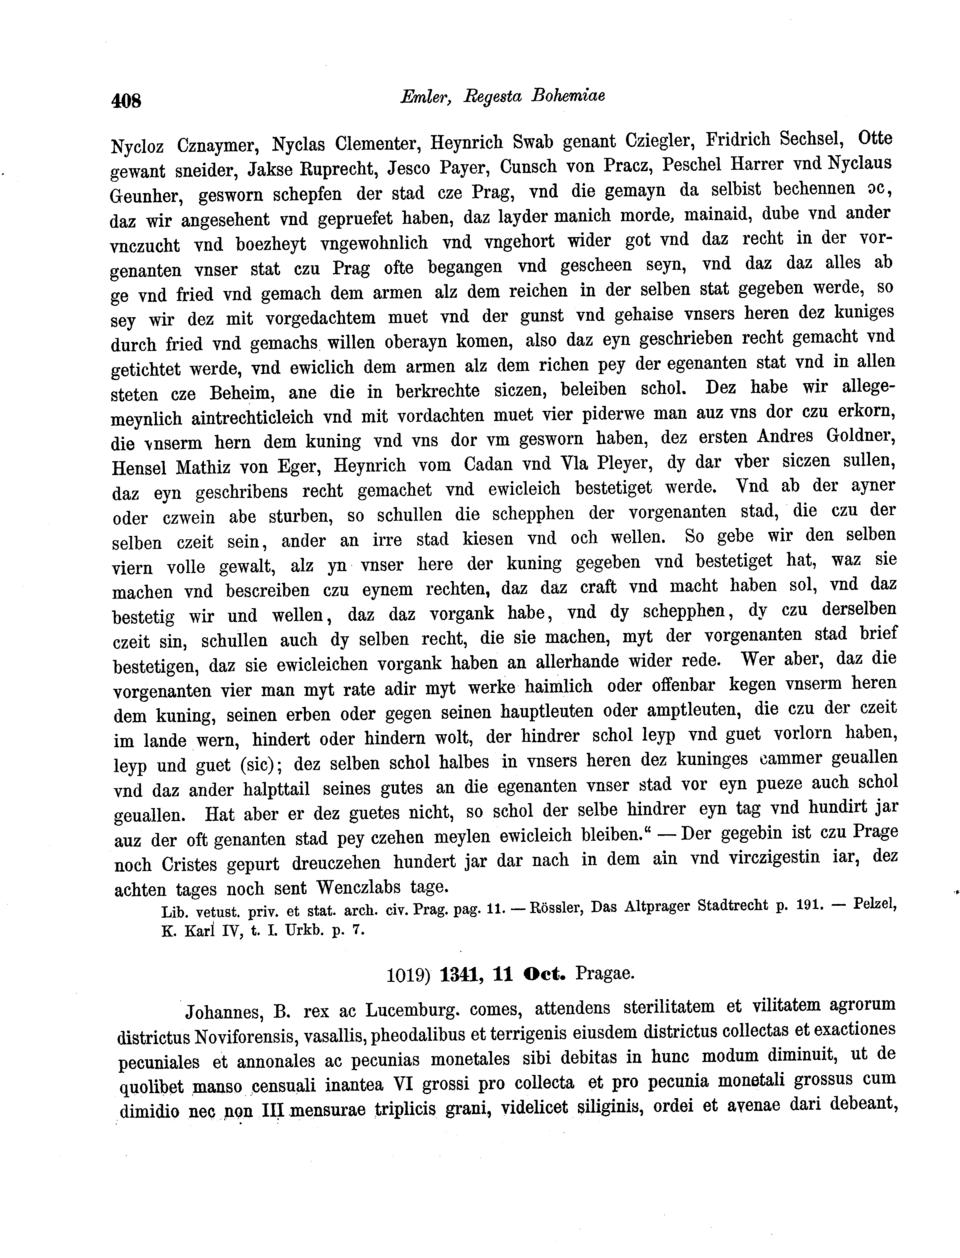 408 Emler, Regesta Bohemiae
Nycloz Cznaymer, Nyclas Clementer, Heynrich Swab genant Cziegler, Fridrich Sechsel, Otte
gewant sneider, Jakse Ruprecht, Jesco Payer, Cunsch von Pracz, Peschel Harrer vnd Nyclaus
Geunher, gesworn schepfen der stad cze Prag, vnd die gemayn da selbist bechennen ɔc,
daz wir angesehent vnd gepruefet haben, daz layder manich morde, mainaid, dube vnd ander
vnczucht vnd boezheyt vngewohnlich vnd vngehort wider got vnd daz recht in der vor-
genanten vnser stat czu Prag ofte begangen vnd gescheen seyn, vnd daz daz alles ab
ge vnd fried vnd gemach dem armen alz dem reichen in der selben stat gegeben werde, so
sey wir dez mit vorgedachtem muet vnd der gunst vnd gehaise vnsers heren dez kuniges
durch fried vnd gemachs willen oberayn komen, also daz eyn geschrieben recht gemacht vnd
getichtet werde, vnd ewiclich dem armen alz dem richen pey der egenanten stat vnd in allen
steten cze Beheim, ane die in berkrechte siczen, beleiben schol. Dez habe wir allege-
meynlich aintrechticleich vnd mit vordachten muet vier piderwe man auz vns dor czu erkorn,
die vnserm hern dem kuning vnd vns dor vm gesworn haben, dez ersten Andres Goldner,
Hensel Mathiz von Eger, Heynrich vom Cadan vnd Vla Pleyer, dy dar vber siczen sullen,
daz eyn geschribens recht gemachet vnd ewicleich bestetiget werde. Vnd ab der ayner
oder czwein abe sturben, so schullen die schepphen der vorgenanten stad, die czu der
selben czeit sein, ander an irre stad kiesen vnd och wellen. So gebe wir den selben
viern volle gewalt, alz yn vnser here der kuning gegeben vnd bestetiget hat, waz sie
machen vnd bescreiben czu eynem rechten, daz daz craft vnd macht haben sol, vnd daz
bestetig wir und wellen, daz daz vorgank habe, vnd dy schepphen, dy czu derselben
czeit sin, schullen auch dy selben recht, die sie machen, myt der vorgenanten stad brief
bestetigen, daz sie ewicleichen vorgank haben an allerhande wider rede. Wer aber, daz die
vorgenanten vier man myt rate adir myt werke haimlich oder offenbar kegen vnserm heren
dem kuning, seinen erben oder gegen seinen hauptleuten oder amptleuten, die czu der czeit
im lande wern, hindert oder hindern wolt, der hindrer schol leyp vnd guet vorlorn haben,
leyp und guet (sic); dez selben schol halbes in vnsers heren dez kuninges cammer geuallen
vnd daz ander halpttail seines gutes an die egenanten vnser stad vor eyn pueze auch schol
geuallen. Hat aber er dez guetes nicht, so schol der selbe hindrer eyn tag vnd hundirt jar
auz der oft genanten stad pey czehen meylen ewicleich bleiben.“ — Der gegebin ist czu Prage
noch Cristes gepurt dreuczehen hundert jar dar nach in dem ain vnd virczigestin iar, dez
achten tages noch sent Wenczlabs tage.
Lib. vetust. priv. et stat. arch. civ. Prag. pag. 11. — Rössler, Das Altprager Stadtrecht p. 191. — Pelzel,
K. Karl IV, t. I. Urkb. p. 7.
1019) 1341, 11 Oct. Pragae.
Johannes, B. rex ac Lucemburg. comes, attendens sterilitatem et vilitatem agrorum
districtus Noviforensis, vasallis, pheodalibus et terrigenis eiusdem districtus collectas et exactiones
pecuniales et annonales ac pecunias monetales sibi debitas in hunc modum diminuit, ut de
quolibet manso censuali inantea VI grossi pro collecta et pro pecunia monetali grossus cum
dimidio nec non III mensurae triplicis grani, videlicet siliginis, ordei et avenae dari debeant,